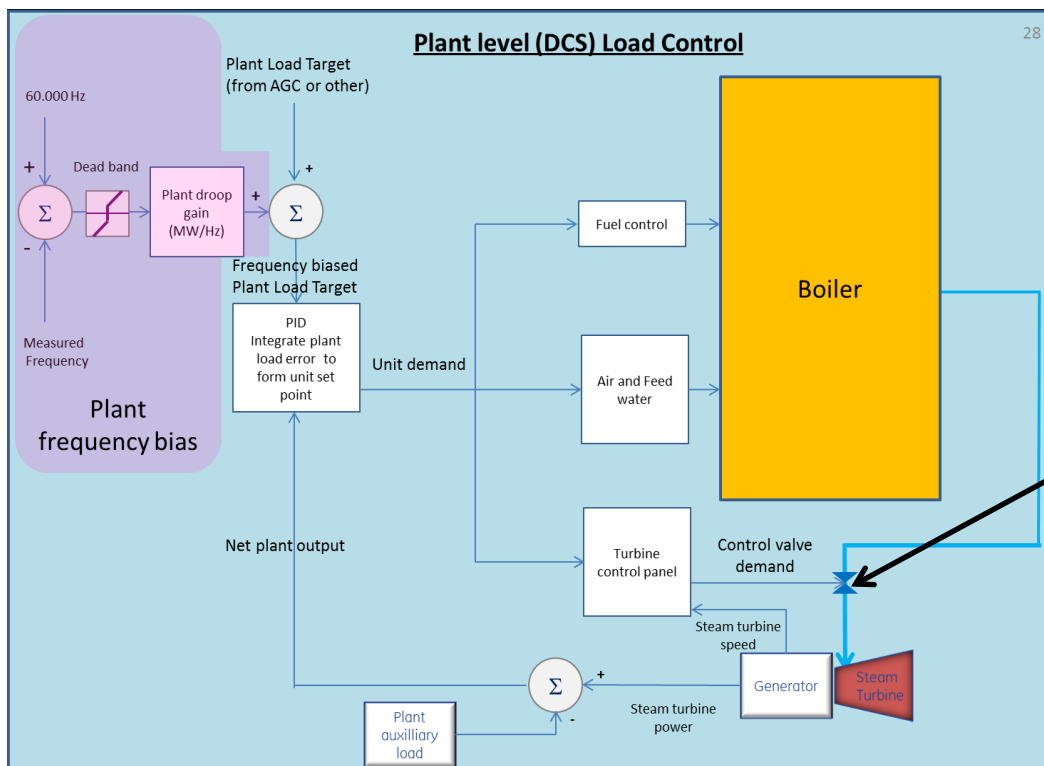 Plant level (DCS) Load Control
28
Plant Load Target
(from AGC or other)
60.000 Hz
+
Dead band
+
Σ
-
Plant droop
gain
(MW/Hz)
+
Σ
Frequency biased
Plant Load Target
Measured
Frequency
Plant
frequency bias
PID
Integrate plant
load error to
form unit set
point
Unit demand
Fuel control
Air and Feed
water
Boiler
Net plant output
Turbine
control panel
Control valve
demand
Steam turbine
speed
Generator
Steam
Turbine
Σ
+
-
Steam turbine
power
Plant
auxilliary
load